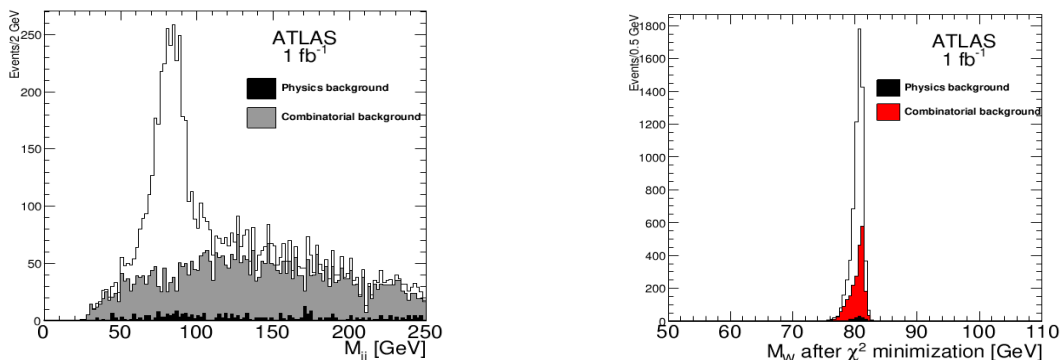 Events/2 GeV
250
200
150
100
50
0
ATLAS
1 fb⁻¹
Physics background
Combinatorial background
0 50 100 150 200 250
M_jj [GeV]
Events/0.5 GeV
1800
1600
1400
1200
1000
800
600
400
200
0
ATLAS
1 fb⁻¹
Physics background
Combinatorial background
50 60 70 80 90 100 110
M_W after χ² minimization [GeV]